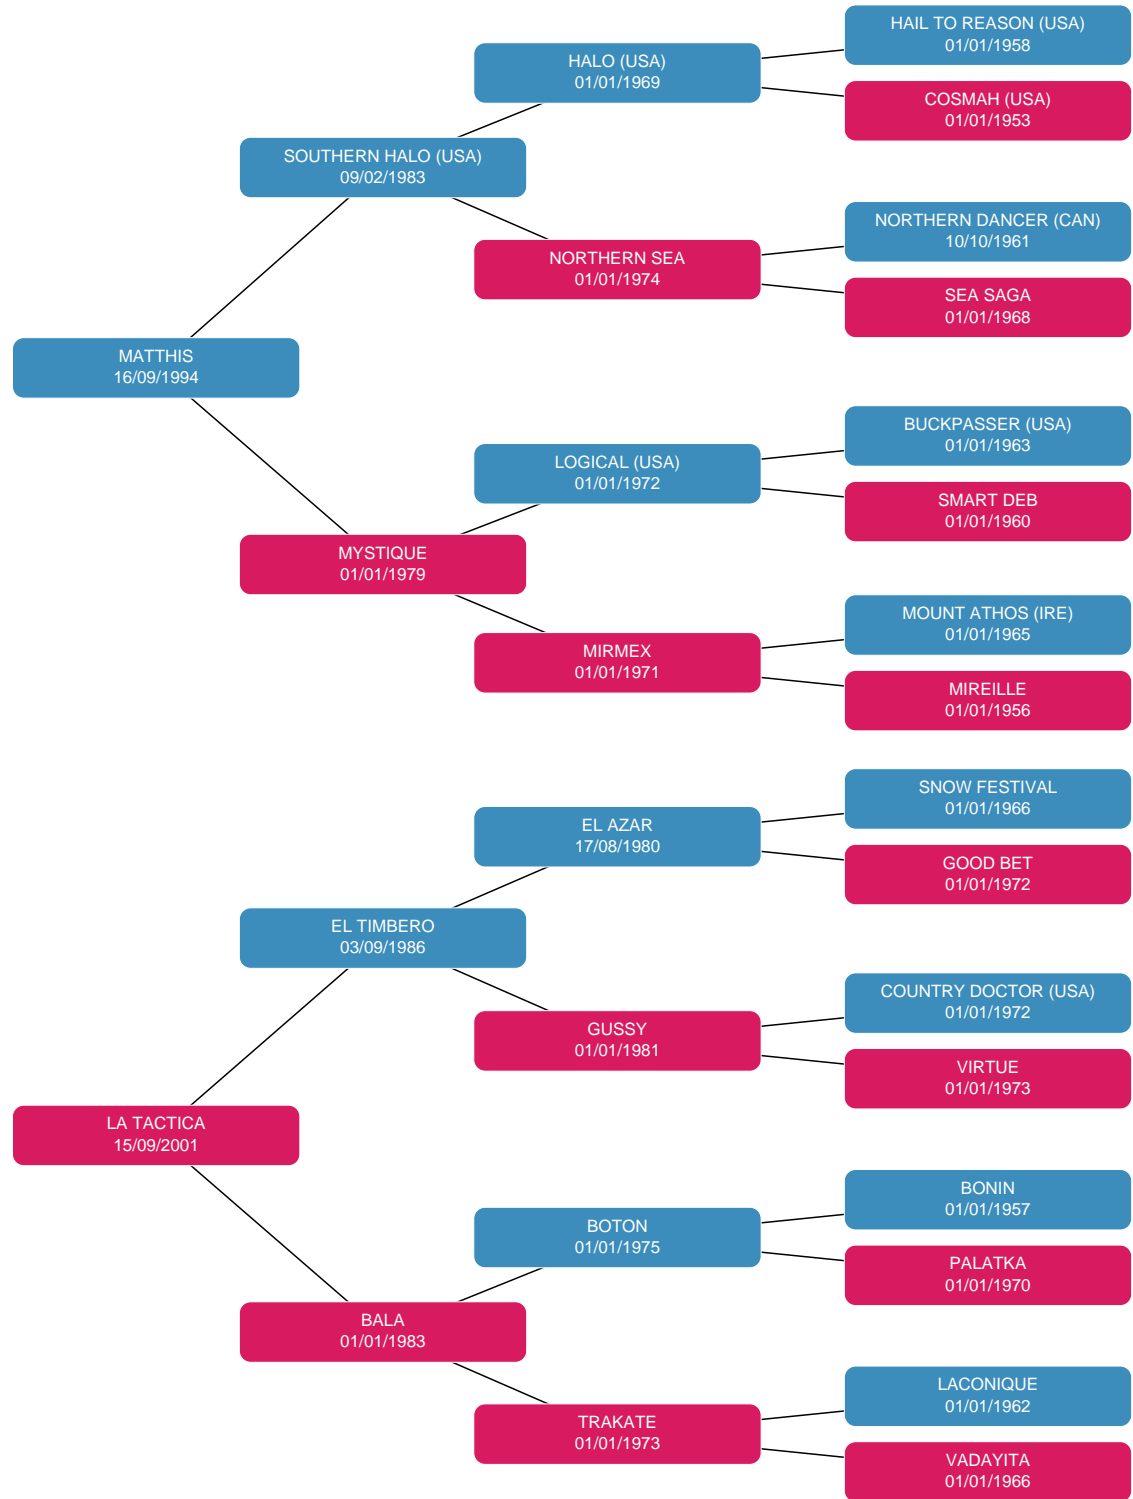 HAIL TO REASON (USA)
01/01/1958
HALO (USA)
01/01/1969
COSMAH (USA)
01/01/1953
SOUTHERN HALO (USA)
09/02/1983
NORTHERN DANCER (CAN)
10/10/1961
NORTHERN SEA
01/01/1974
SEA SAGA
01/01/1968
MATTHIS
16/09/1994
BUCKPASSER (USA)
01/01/1963
LOGICAL (USA)
01/01/1972
SMART DEB
01/01/1960
MYSTIQUE
01/01/1979
MOUNT ATHOS (IRE)
01/01/1965
MIRMEX
01/01/1971
MIREILLE
01/01/1956
SNOW FESTIVAL
01/01/1966
EL AZAR
17/08/1980
GOOD BET
01/01/1972
EL TIMBERO
03/09/1986
COUNTRY DOCTOR (USA)
01/01/1972
GUSSY
01/01/1981
VIRTUE
01/01/1973
LA TACTICA
15/09/2001
BONIN
01/01/1957
BOTON
01/01/1975
PALATKA
01/01/1970
BALA
01/01/1983
LACONIQUE
01/01/1962
TRAKATE
01/01/1973
VADAYITA
01/01/1966